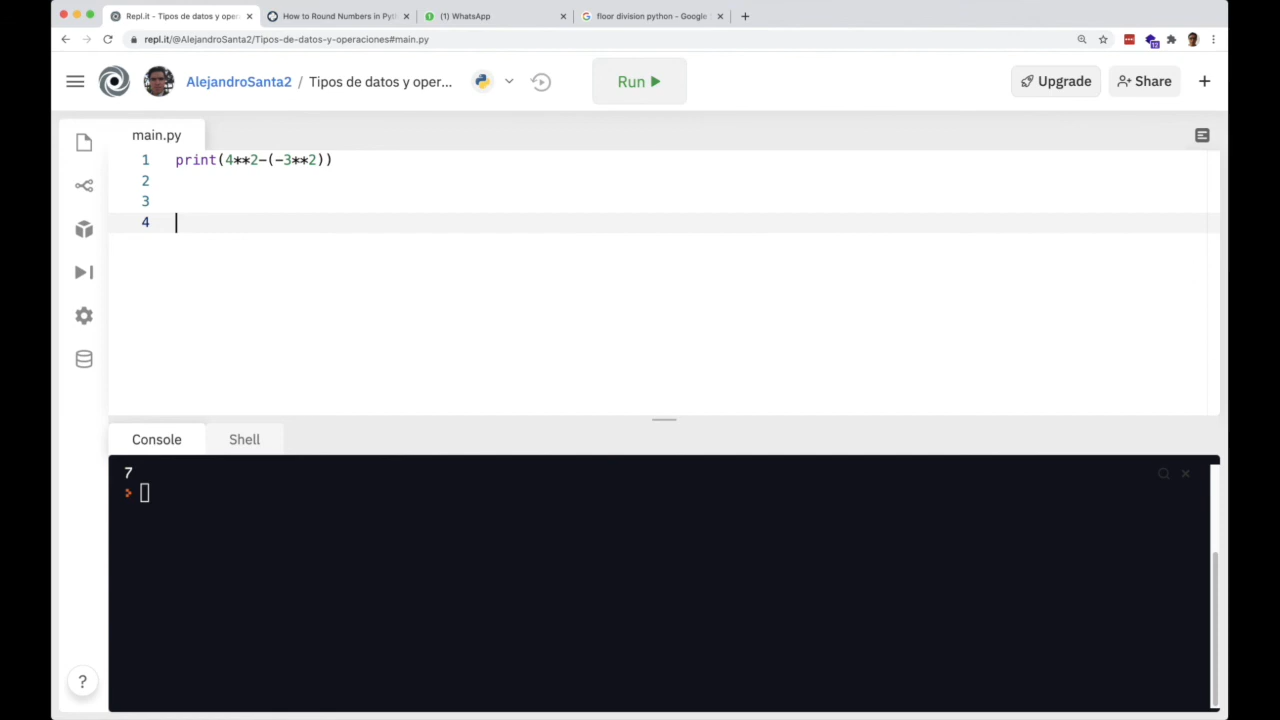 Repl.it - Tipos de datos y oper
How to Round Numbers in Pyt
(1) WhatsApp
floor division python - Google
repl.it/@AlejandroSanta2/Tipos-de-datos-y-operaciones#main.py
12
AlejandroSanta2 / Tipos de datos y oper...
Run
Upgrade
Share
main.py
1 print(4**2-(-3**2))
2
3
4
Console
Shell
7
?